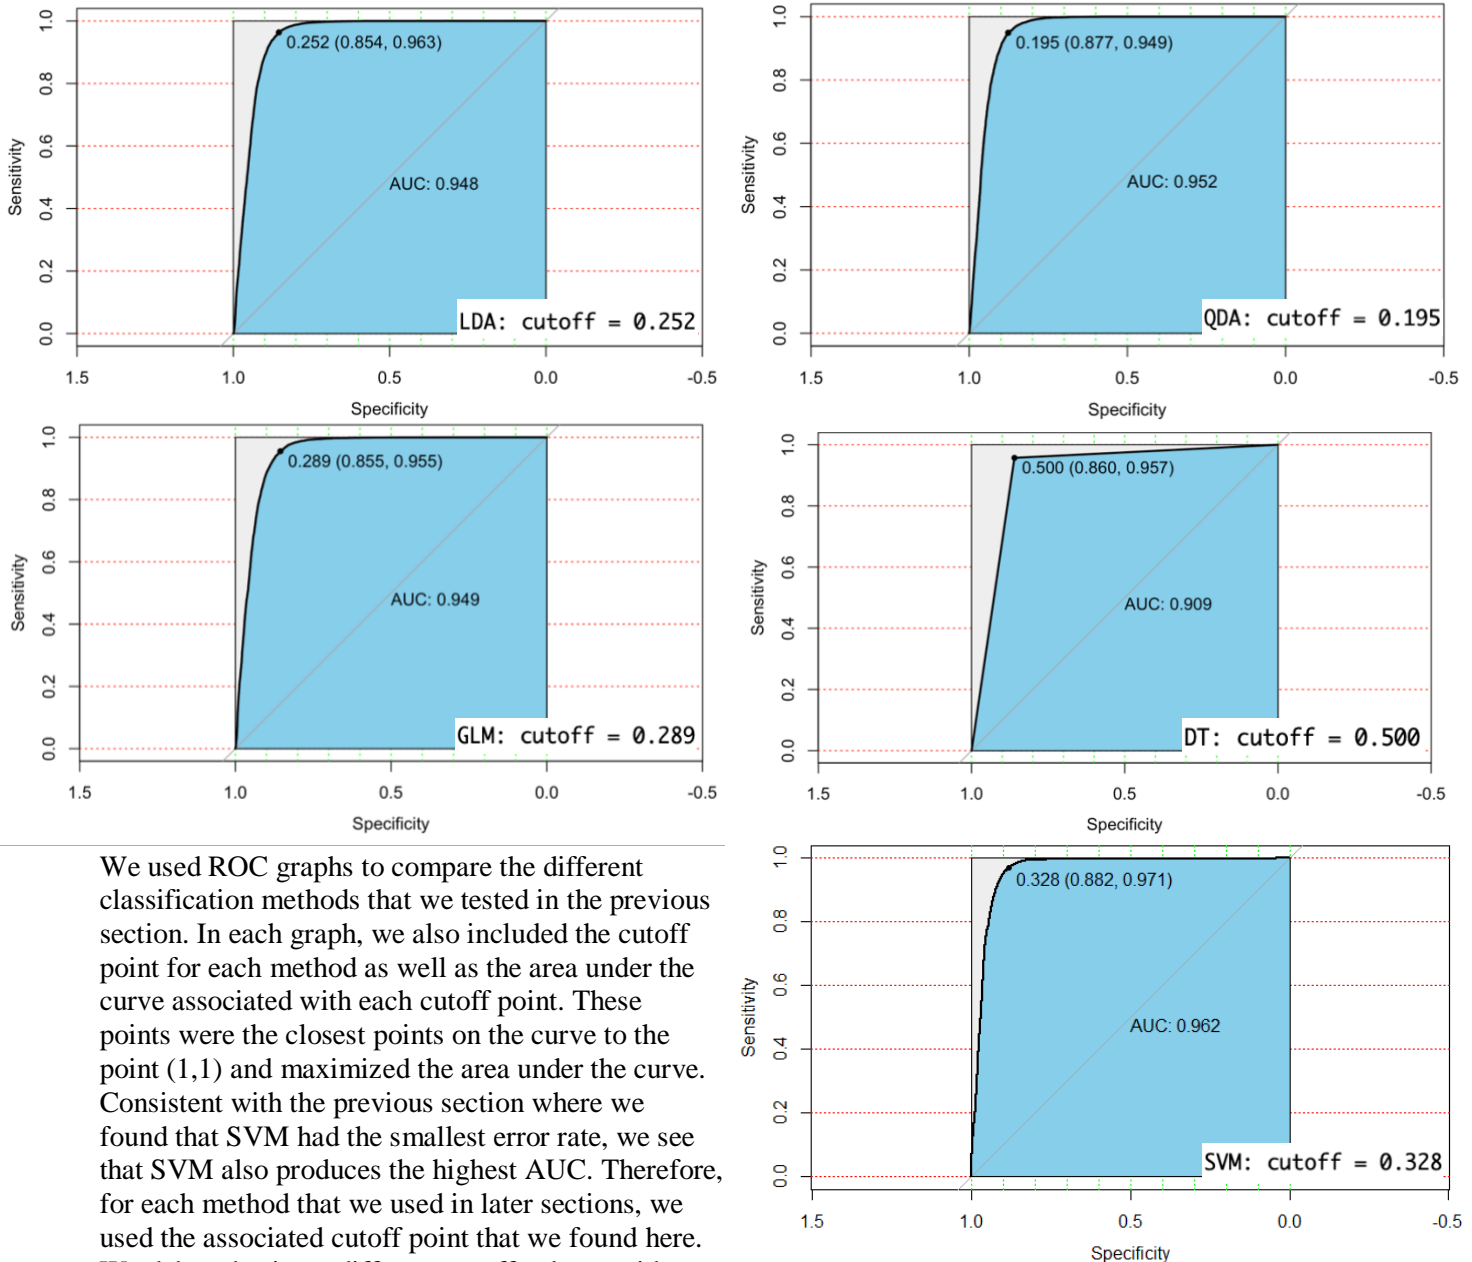 1.0
0.8
0.6
0.4
0.2
0.0
Sensitivity
0.252 (0.854, 0.963)
AUC: 0.948
LDA: cutoff = 0.252
1.5 1.0 0.5 0.0 -0.5
Specificity
1.0
0.8
0.6
0.4
0.2
0.0
Sensitivity
0.195 (0.877, 0.949)
AUC: 0.952
QDA: cutoff = 0.195
1.5 1.0 0.5 0.0 -0.5
Specificity
1.0
0.8
0.6
0.4
0.2
0.0
Sensitivity
0.289 (0.855, 0.955)
AUC: 0.949
GLM: cutoff = 0.289
1.5 1.0 0.5 0.0 -0.5
Specificity
1.0
0.8
0.6
0.4
0.2
0.0
Sensitivity
0.500 (0.860, 0.957)
AUC: 0.909
DT: cutoff = 0.500
1.5 1.0 0.5 0.0 -0.5
Specificity
We used ROC graphs to compare the different
classification methods that we tested in the previous
section. In each graph, we also included the cutoff
point for each method as well as the area under the
curve associated with each cutoff point. These
points were the closest points on the curve to the
point (1,1) and maximized the area under the curve.
Consistent with the previous section where we
found that SVM had the smallest error rate, we see
that SVM also produces the highest AUC. Therefore,
for each method that we used in later sections, we
used the associated cutoff point that we found here.
1.0
0.8
0.6
0.4
0.2
0.0
Sensitivity
0.328 (0.882, 0.971)
AUC: 0.962
SVM: cutoff = 0.328
1.5 1.0 0.5 0.0 -0.5
Specificity